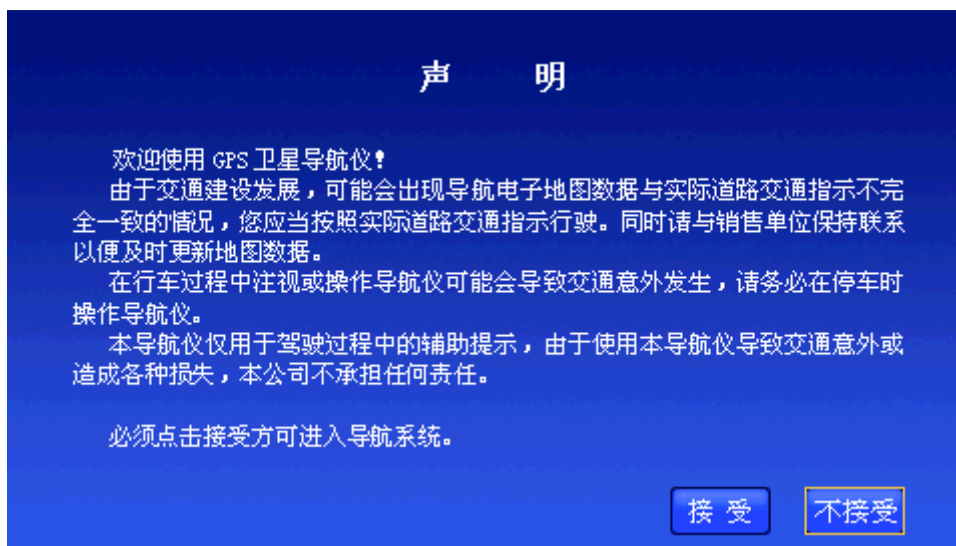 声 明
欢迎使用 GPS 卫星导航仪！
由于交通建设发展，可能会出现导航电子地图数据与实际道路交通指示不完
全一致的情况，您应当按照实际道路交通指示行驶。同时请与销售单位保持联系
以便及时更新地图数据。
在行车过程中注视或操作导航仪可能会导致交通意外发生，请务必在停车时
操作导航仪。
本导航仪仅用于驾驶过程中的辅助提示，由于使用本导航仪导致交通意外或
造成各种损失，本公司不承担任何责任。
必须点击接受方可进入导航系统。
接 受 不接受